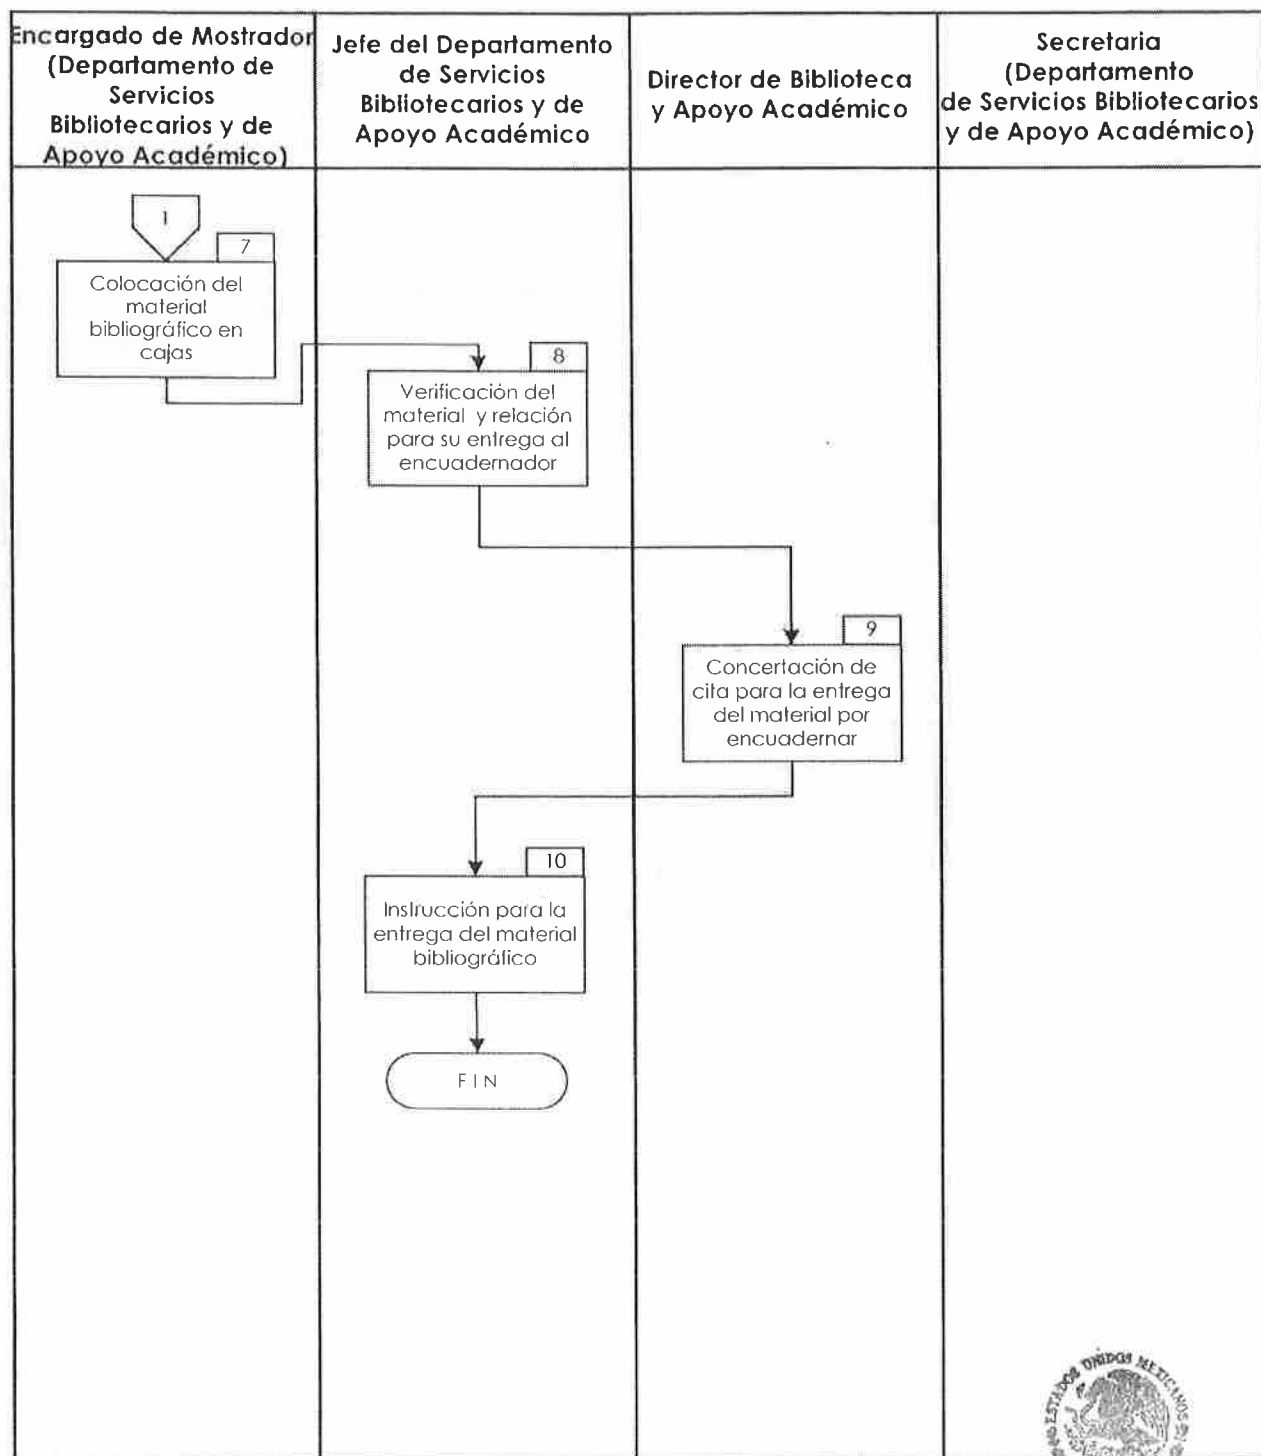 Encargado de Mostrador
(Departamento de
Servicios
Bibliotecarios y de
Apoyo Académico)
Jefe del Departamento
de Servicios
Bibliotecarios y de
Apoyo Académico
Director de Biblioteca
y Apoyo Académico
Secretaria
(Departamento
de Servicios Bibliotecarios
y de Apoyo Académico)
1
7
Colocación del
material
bibliográfico en
cajas
8
Verificación del
material y relación
para su entrega al
encuadernador
9
Concertación de
cita para la entrega
del material por
encuadernar
10
Instrucción para la
entrega del material
bibliográfico
FIN
ESTADOS UNIDOS MEXICANOS